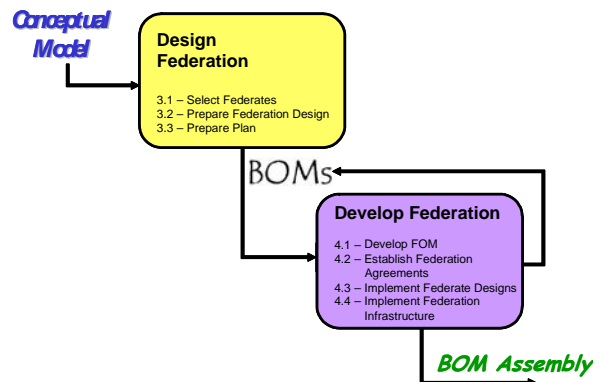 Conceptual
Model
Design
Federation
3.1 – Select Federates
3.2 – Prepare Federation Design
3.3 – Prepare Plan
BOMs
Develop Federation
4.1 – Develop FOM
4.2 – Establish Federation
Agreements
4.3 – Implement Federate Designs
4.4 – Implement Federation
Infrastructure
BOM Assembly